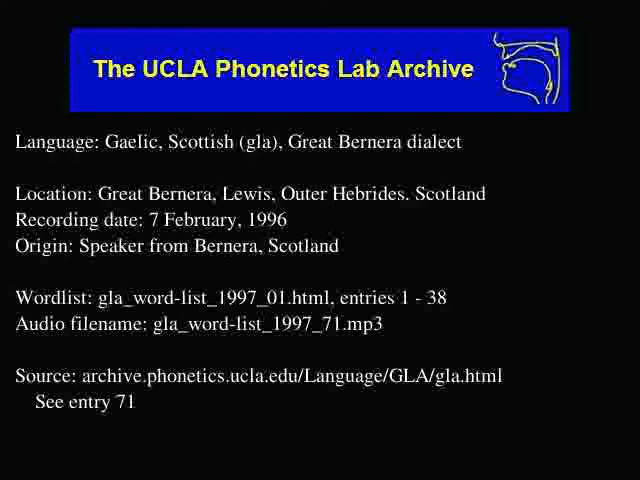 The UCLA Phonetics Lab Archive
Language: Gaelic, Scottish (gla), Great Bernera dialect
Location: Great Bernera, Lewis, Outer Hebrides. Scotland
Recording date: 7 February, 1996
Origin: Speaker from Bernera, Scotland
Wordlist: gla_word-list_1997_01.html, entries 1 - 38
Audio filename: gla_word-list_1997_71.mp3
Source: archive.phonetics.ucla.edu/Language/GLA/gla.html
See entry 71